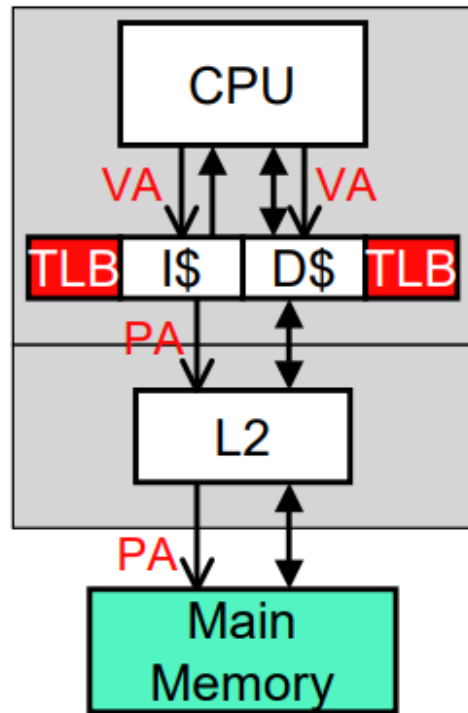 CPU
VA VA
TLB I$ D$ TLB
PA
L2
PA
Main
Memory